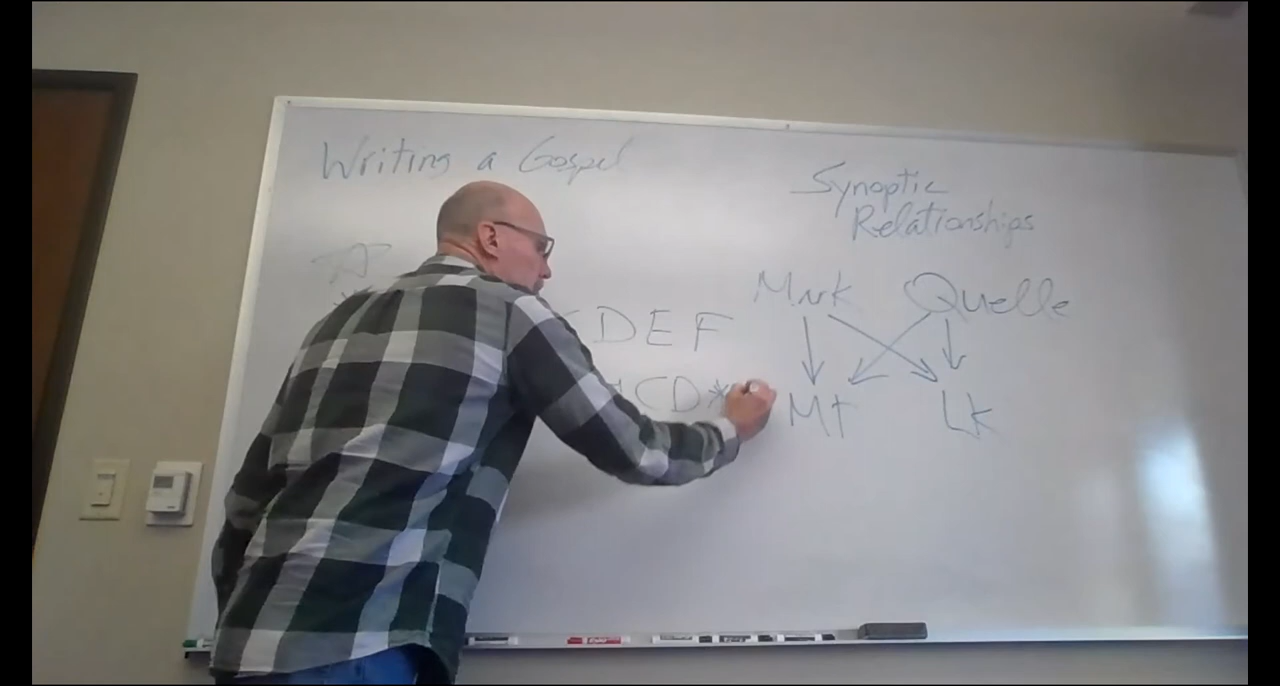 Writing a Gospel
Synoptic
Relationships
Mark Quelle
DEF
CD*
Mt Lk